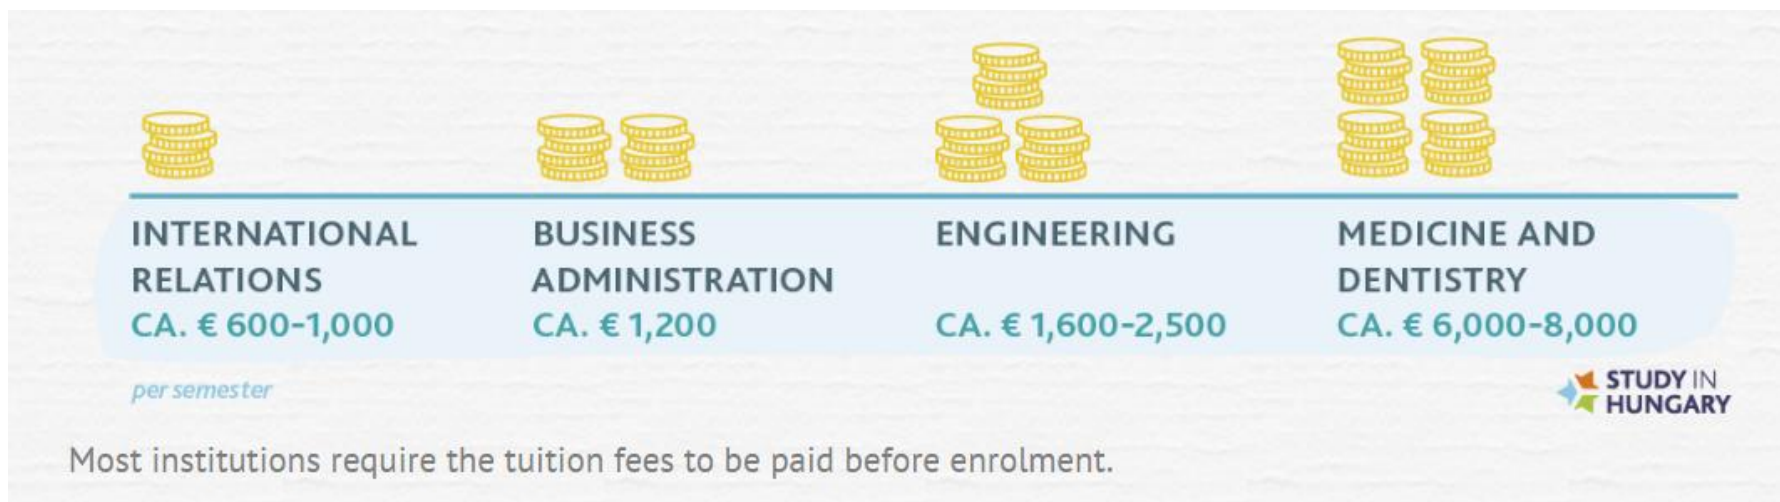 INTERNATIONAL
RELATIONS
CA. € 600-1,000
BUSINESS
ADMINISTRATION
CA. € 1,200
ENGINEERING
CA. € 1,600-2,500
MEDICINE AND
DENTISTRY
CA. € 6,000-8,000
per semester
STUDY IN
HUNGARY
Most institutions require the tuition fees to be paid before enrolment.